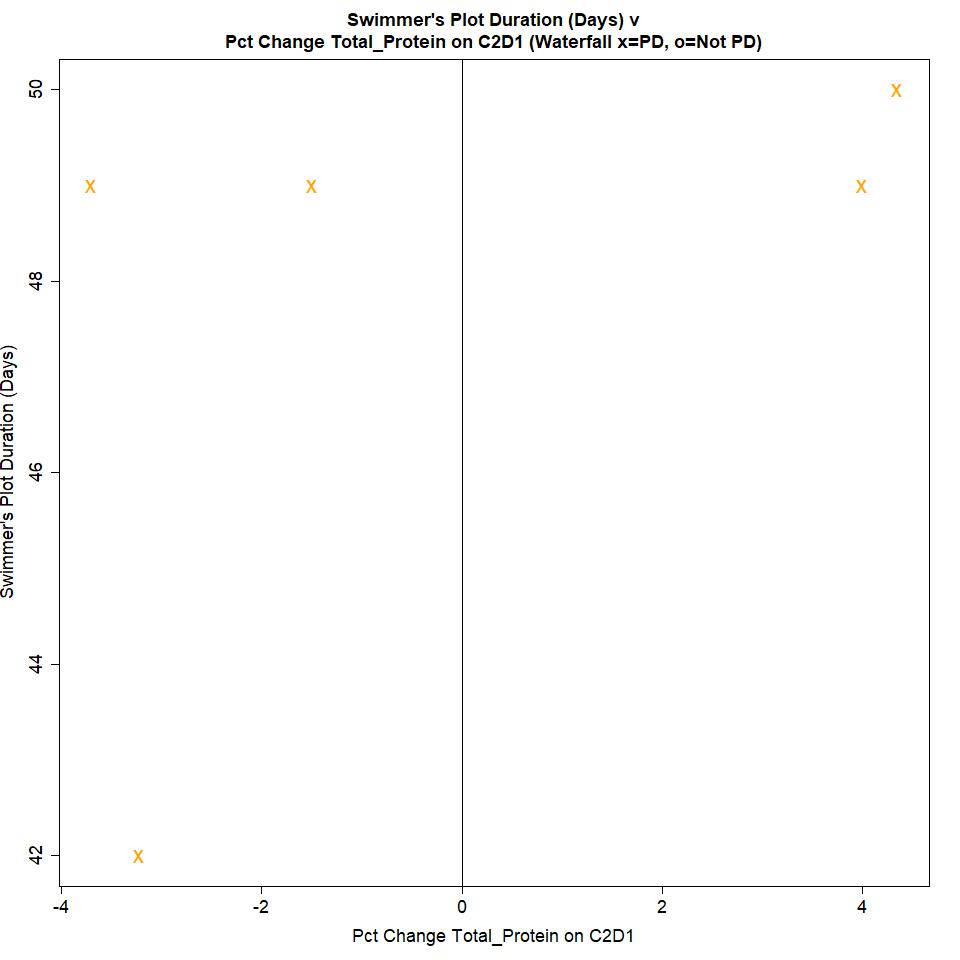 Swimmer's Plot Duration (Days) v
Pct Change Total_Protein on C2D1 (Waterfall x=PD, o=Not PD)
Swimmer's Plot Duration (Days)
50
48
46
44
42
X
X
X
X
X
-4
-2
0
2
4
Pct Change Total_Protein on C2D1